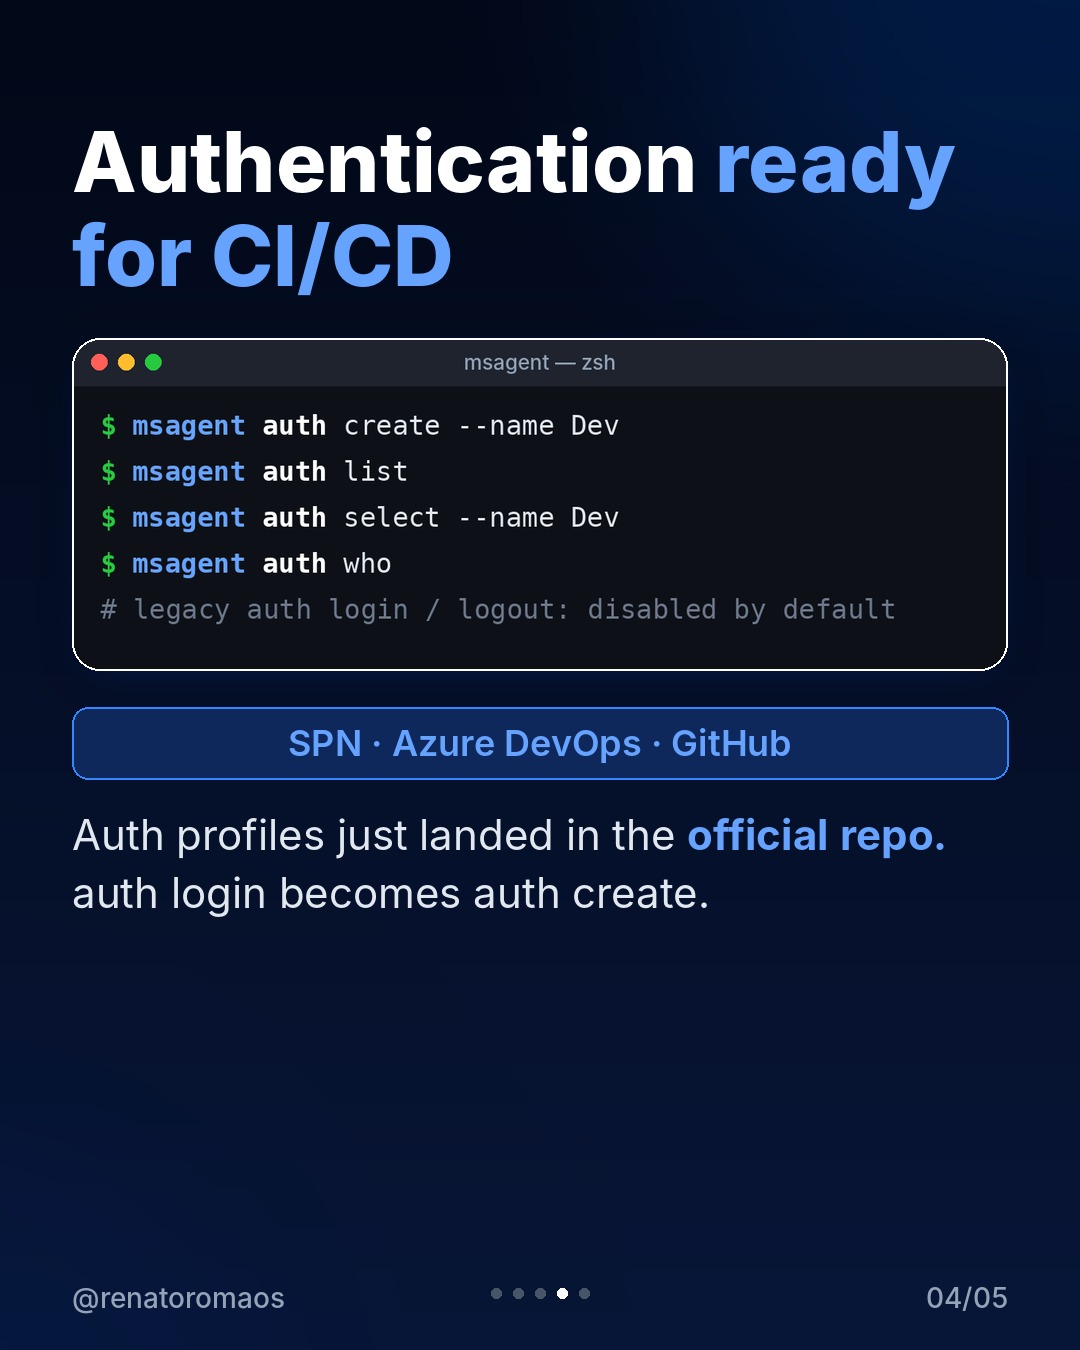 Authentication ready
for CI/CD
msagent — zsh
$ msagent auth create --name Dev
$ msagent auth list
$ msagent auth select --name Dev
$ msagent auth who
# legacy auth login / logout: disabled by default
SPN · Azure DevOps · GitHub
Auth profiles just landed in the official repo.
auth login becomes auth create.
@renatoromaos
04/05